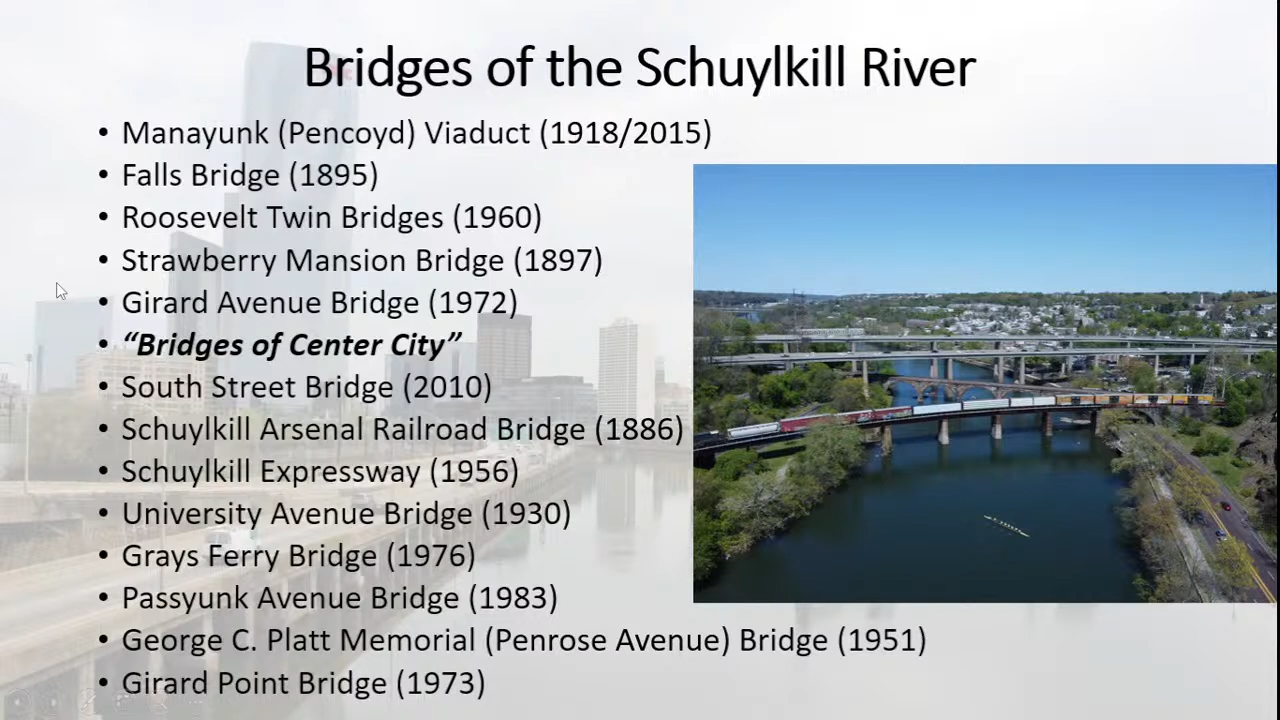 Bridges of the Schuylkill River
• Manayunk (Pencoyd) Viaduct (1918/2015)
• Falls Bridge (1895)
• Roosevelt Twin Bridges (1960)
• Strawberry Mansion Bridge (1897)
• Girard Avenue Bridge (1972)
• “Bridges of Center City”
• South Street Bridge (2010)
• Schuylkill Arsenal Railroad Bridge (1886)
• Schuylkill Expressway (1956)
• University Avenue Bridge (1930)
• Grays Ferry Bridge (1976)
• Passyunk Avenue Bridge (1983)
• George C. Platt Memorial (Penrose Avenue) Bridge (1951)
• Girard Point Bridge (1973)